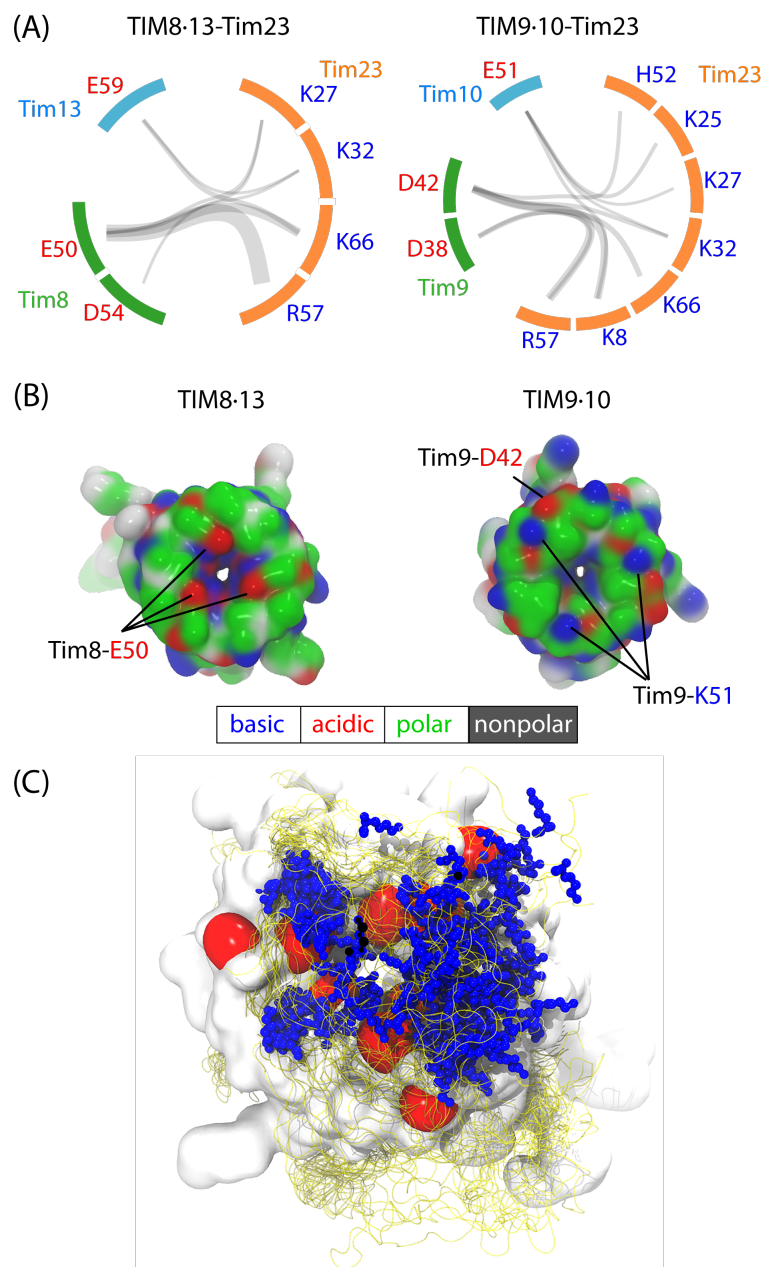 (A)
TIM8·13-Tim23
TIM9·10-Tim23
Tim23
E59
K27
Tim13
K32
E50
K66
Tim8
D54
R57
E51
H52
Tim23
Tim10
K25
D42
K27
D38
K32
Tim9
K66
R57
K8
(B)
TIM8·13
TIM9·10
Tim9-D42
Tim8-E50
Tim9-K51
basic
acidic
polar
nonpolar
(C)